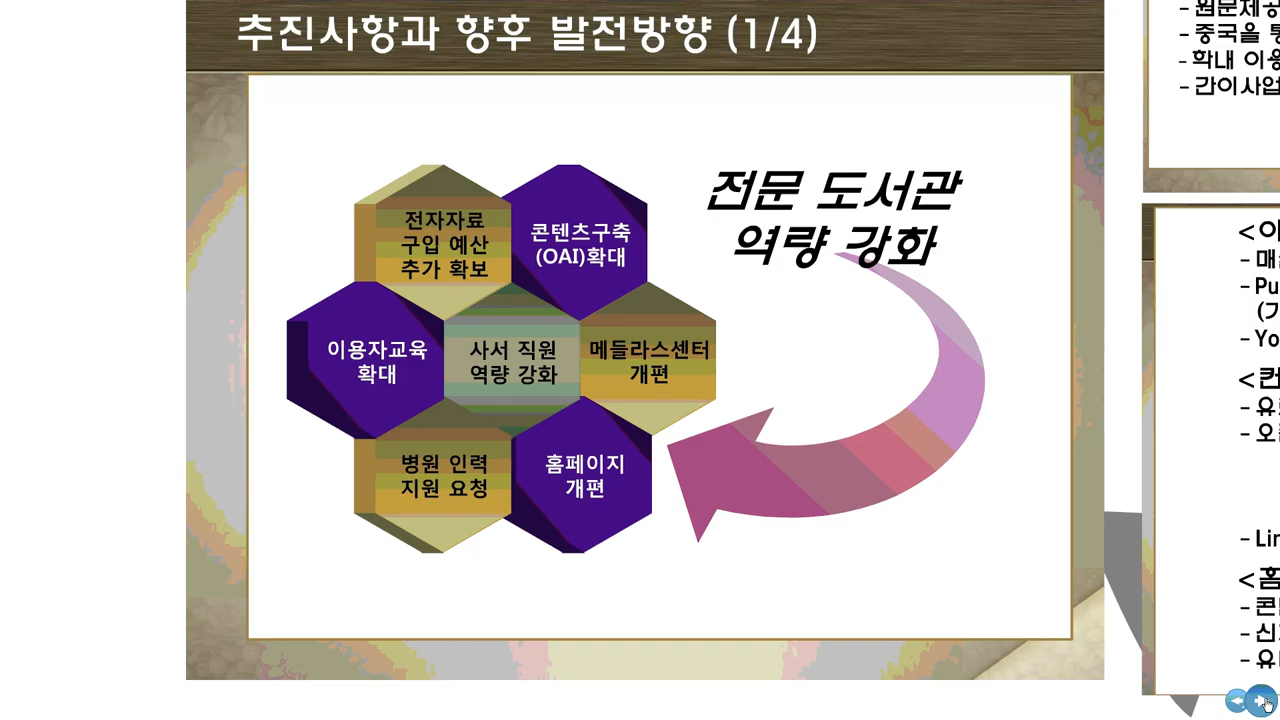 추진사항과 향후 발전방향 (1/4)
전문 도서관
역량 강화
전자자료
구입 예산
추가 확보
콘텐츠구축
(OAI)확대
이용자교육
확대
사서 직원
역량 강화
메들라스센터
개편
병원 인력
지원 요청
홈페이지
개편
- 원문제공
- 중국을
- 학내
- 간이사업